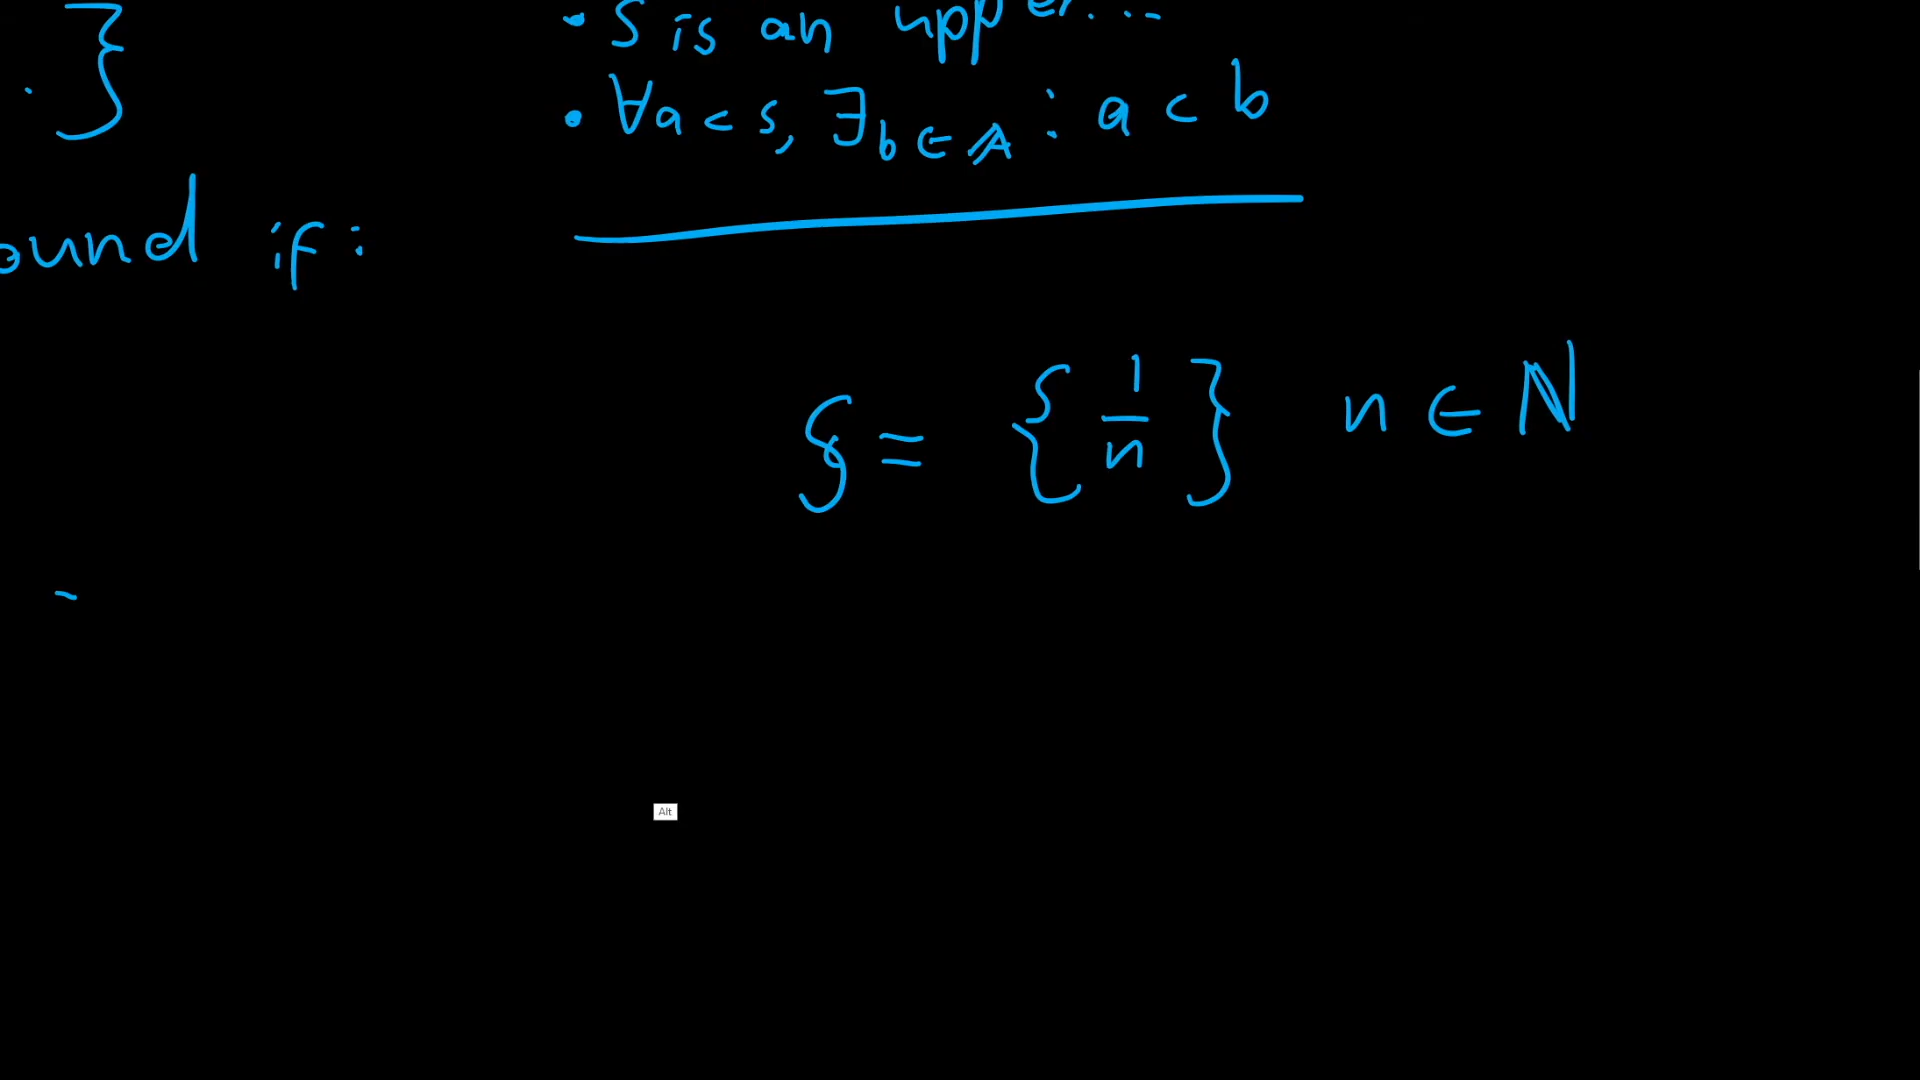 }
• S is an upper...
• ∀a < s, ∃b ∈ A : a < b
ound if:
S = { 1/n } n ∈ ℕ
Alt